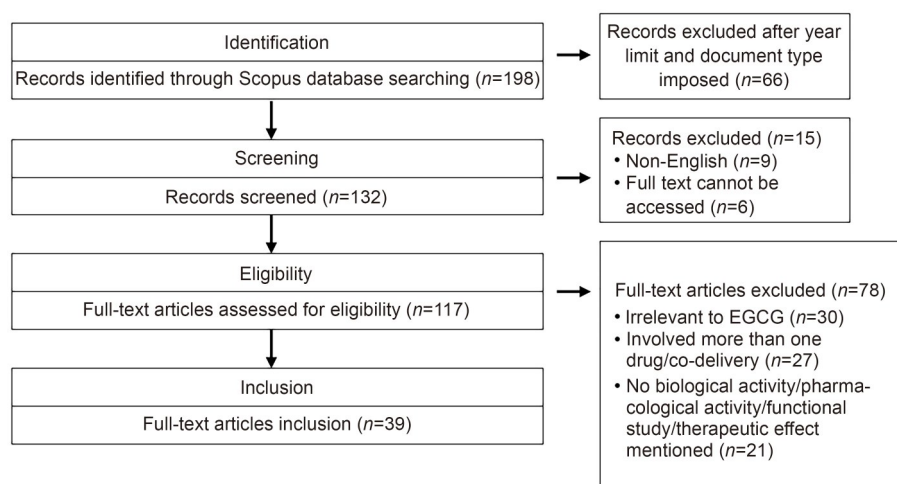 Identification
Records identified through Scopus database searching (n=198)
Records excluded after year
limit and document type
imposed (n=66)
Screening
Records screened (n=132)
Records excluded (n=15)
• Non-English (n=9)
• Full text cannot be
accessed (n=6)
Eligibility
Full-text articles assessed for eligibility (n=117)
Full-text articles excluded (n=78)
• Irrelevant to EGCG (n=30)
• Involved more than one
drug/co-delivery (n=27)
• No biological activity/pharma-
cological activity/functional
study/therapeutic effect
mentioned (n=21)
Inclusion
Full-text articles inclusion (n=39)